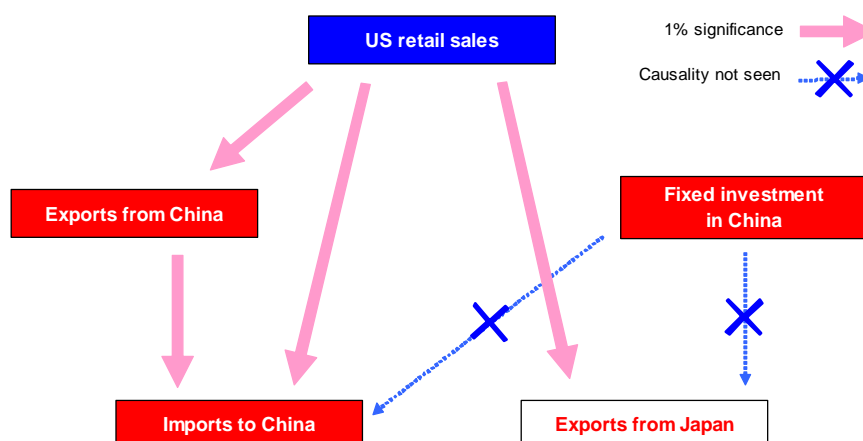 US retail sales
1% significance
Causality not seen
Exports from China
Fixed investment
in China
Imports to China
Exports from Japan